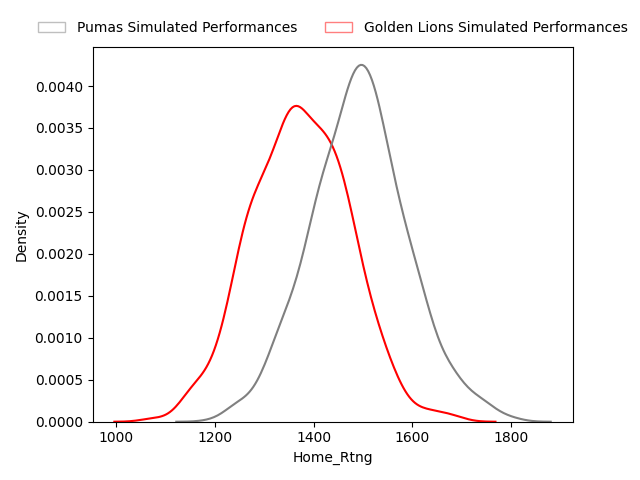 Pumas Simulated Performances Golden Lions Simulated Performances
0.0040
0.0035
0.0030
0.0025
0.0020
0.0015
0.0010
0.0005
0.0000
Density
1000 1200 1400 1600 1800
Home_Rtng